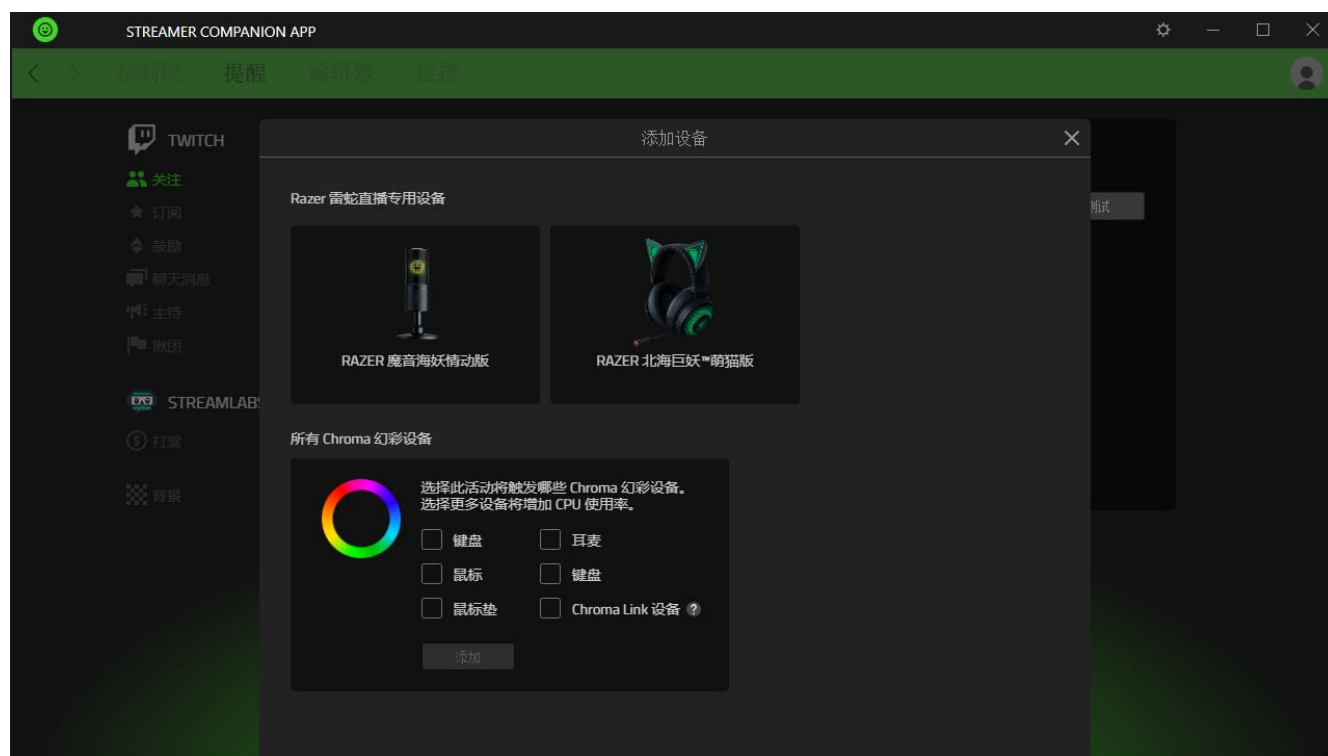 STREAMER COMPANION APP
控制板 提醒 编辑器 连接
TWITCH
关注
订阅
鼓励
聊天消息
主持
揪团
STREAMLABS
打赏
背景
添加设备
测试
Razer 雷蛇直播专用设备
RAZER 魔音海妖情动版
RAZER 北海巨妖™萌猫版
所有 Chroma 幻彩设备
选择此活动将触发哪些 Chroma 幻彩设备。
选择更多设备将增加 CPU 使用率。
键盘 耳麦
鼠标 键盘
鼠标垫 Chroma Link 设备 ?
添加